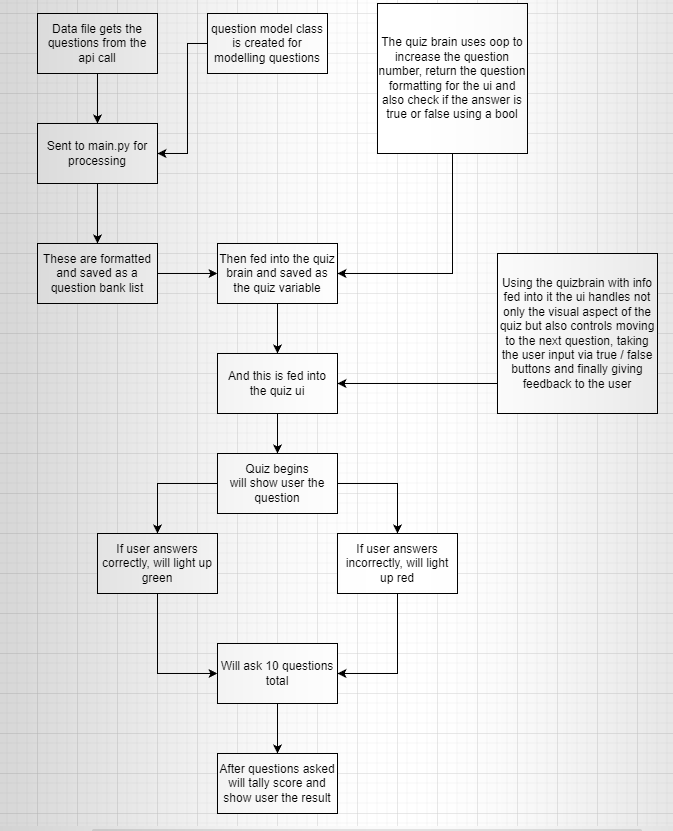 Data file gets the
questions from the
api call
question model class
is created for
modelling questions
The quiz brain uses oop to
increase the question
number, return the question
formatting for the ui and
also check if the answer is
true or false using a bool
Sent to main.py for
processing
These are formatted
and saved as a
question bank list
Then fed into the quiz
brain and saved as
the quiz variable
Using the quizbrain with info
fed into it the ui handles not
only the visual aspect of the
quiz but also controls moving
to the next question, taking
the user input via true / false
buttons and finally giving
feedback to the user
And this is fed into
the quiz ui
Quiz begins
will show user the
question
If user answers
correctly, will light up
green
If user answers
incorrectly, will light
up red
Will ask 10 questions
total
After questions asked
will tally score and
show user the result